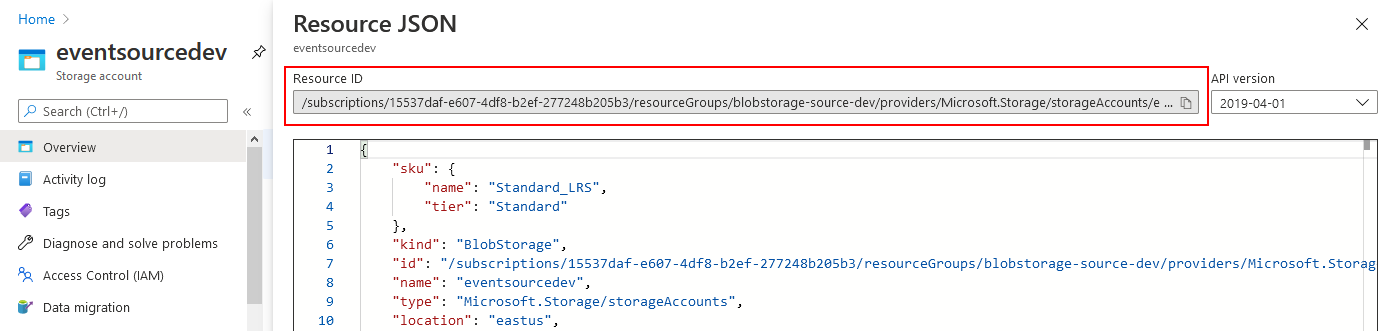 Home
eventsourcedev
Storage account
Search (Ctrl+/)
Overview
Activity log
Tags
Diagnose and solve problems
Access Control (IAM)
Data migration
Resource JSON
eventsourcedev
Resource ID
/subscriptions/15537daf-e607-4df8-b2ef-277248b205b3/resourceGroups/blobstorage-source-dev/providers/Microsoft.Storage/storageAccounts/e ...
API version
2019-04-01
1 {
2 "sku": {
3 "name": "Standard_LRS",
4 "tier": "Standard"
5 },
6 "kind": "BlobStorage",
7 "id": "/subscriptions/15537daf-e607-4df8-b2ef-277248b205b3/resourceGroups/blobstorage-source-dev/providers/Microsoft.Storag
8 "name": "eventsourcedev",
9 "type": "Microsoft.Storage/storageAccounts",
10 "location": "eastus",